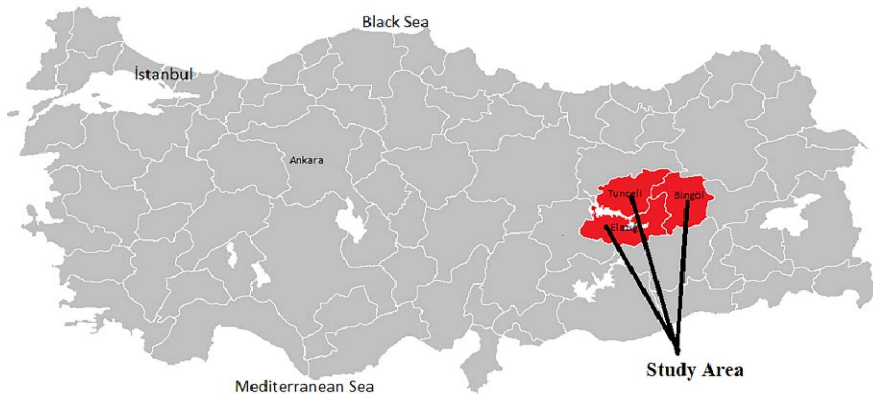 Black Sea
İstanbul
Ankara
Tunceli
Bingöl
Elazığ
Study Area
Mediterranean Sea